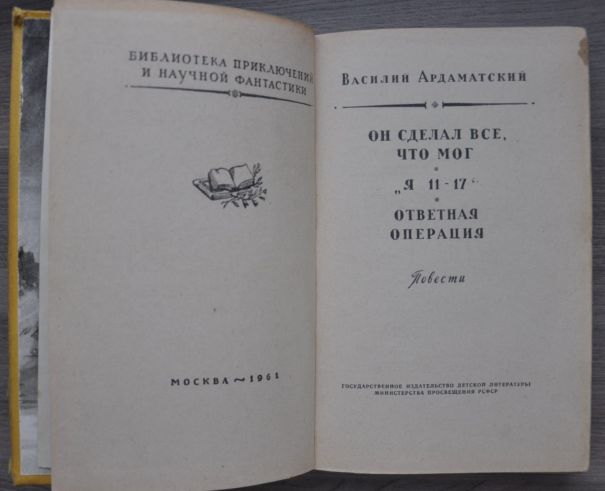 БИБЛИОТЕКА ПРИКЛЮЧЕНИЙ
И НАУЧНОЙ ФАНТАСТИКИ
МОСКВА ~ 1961
ВАСИЛИЙ АРДАМАТСКИЙ
ОН СДЕЛАЛ ВСЕ,
ЧТО МОГ
„Я 11-17“
ОТВЕТНАЯ
ОПЕРАЦИЯ
Повести
ГОСУДАРСТВЕННОЕ ИЗДАТЕЛЬСТВО ДЕТСКОЙ ЛИТЕРАТУРЫ
МИНИСТЕРСТВА ПРОСВЕЩЕНИЯ РСФСР